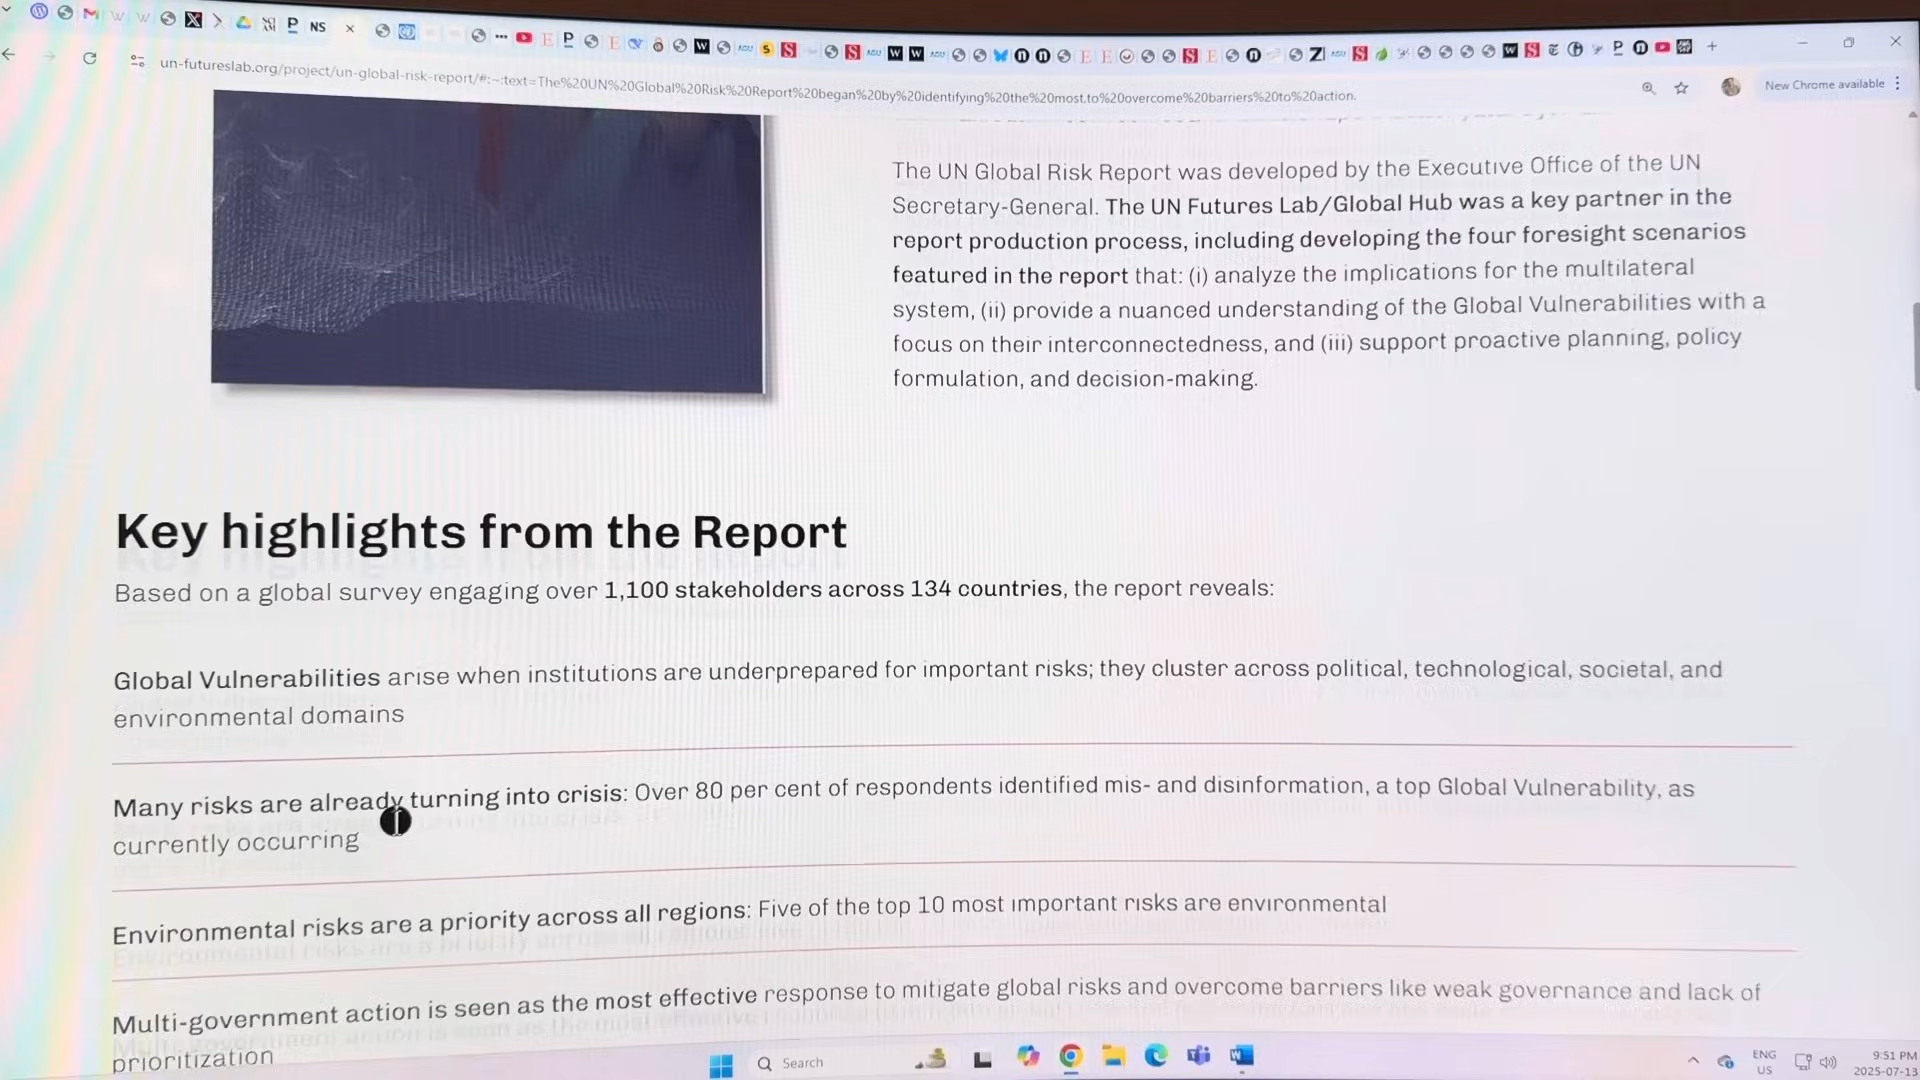 NS
un-futureslab.org/project/un-global-risk-report/#:~:text=The%20UN%20Global%20Risk%20Report%20began%20by%20identifying%20the%20most,to%20overcome%20barriers%20to%20action.
New Chrome available
The UN Global Risk Report was developed by the Executive Office of the UN
Secretary-General. The UN Futures Lab/Global Hub was a key partner in the
report production process, including developing the four foresight scenarios
featured in the report that: (i) analyze the implications for the multilateral
system, (ii) provide a nuanced understanding of the Global Vulnerabilities with a
focus on their interconnectedness, and (iii) support proactive planning, policy
formulation, and decision-making.
Key highlights from the Report
Based on a global survey engaging over 1,100 stakeholders across 134 countries, the report reveals:
Global Vulnerabilities arise when institutions are underprepared for important risks; they cluster across political, technological, societal, and
environmental domains
Many risks are already turning into crisis: Over 80 per cent of respondents identified mis- and disinformation, a top Global Vulnerability, as
currently occurring
Environmental risks are a priority across all regions: Five of the top 10 most important risks are environmental
Multi-government action is seen as the most effective response to mitigate global risks and overcome barriers like weak governance and lack of
prioritization
Search
ENG
US
9:51 PM
2025-07-13